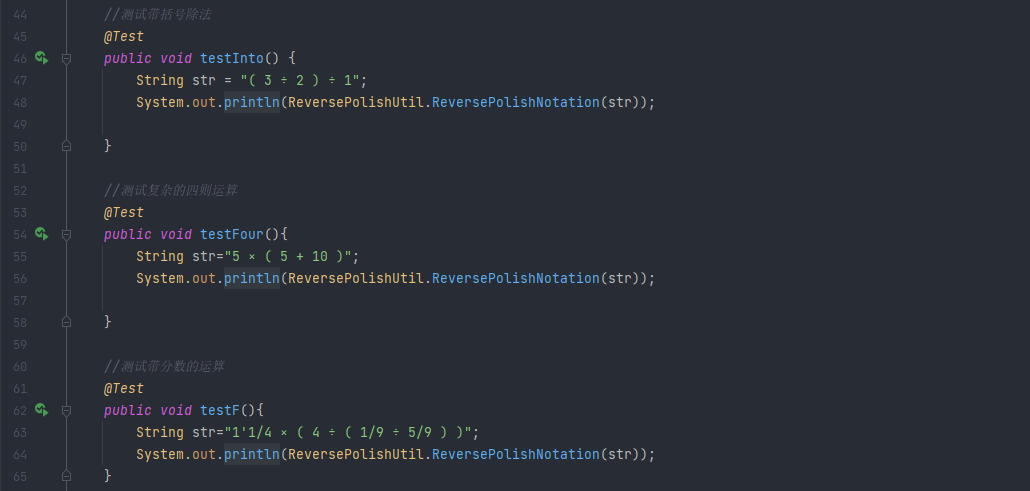 44 //测试带括号除法
45 @Test
46 public void testInto() {
47 String str = "( 3 ÷ 2 ) ÷ 1";
48 System.out.println(ReversePolishUtil.ReversePolishNotation(str));
49
50 }
51
52 //测试复杂的四则运算
53 @Test
54 public void testFour(){
55 String str="5 × ( 5 + 10 )";
56 System.out.println(ReversePolishUtil.ReversePolishNotation(str));
57
58 }
59
60 //测试带分数的运算
61 @Test
62 public void testF(){
63 String str="1'1/4 × ( 4 ÷ ( 1/9 ÷ 5/9 ) )";
64 System.out.println(ReversePolishUtil.ReversePolishNotation(str));
65 }